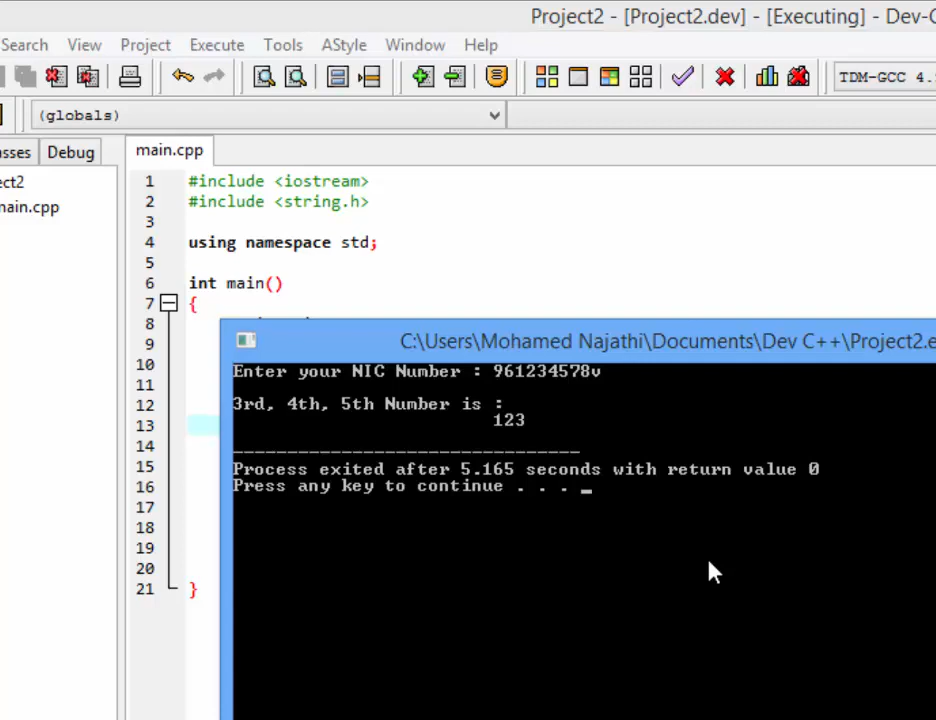 Project2 - [Project2.dev] - [Executing] - Dev-C
Search View Project Execute Tools AStyle Window Help
TDM-GCC 4.
(globals)
asses Debug main.cpp
ect2
main.cpp
1 #include <iostream>
2 #include <string.h>
3
4 using namespace std;
5
6 int main()
7 {
8
9
10
11
12
13
14
15
16
17
18
19
20
21 }
C:\Users\Mohamed Najathi\Documents\Dev C++\Project2.e
Enter your NIC Number : 961234578v
3rd, 4th, 5th Number is :
123
--------------------------------
Process exited after 5.165 seconds with return value 0
Press any key to continue . . . _